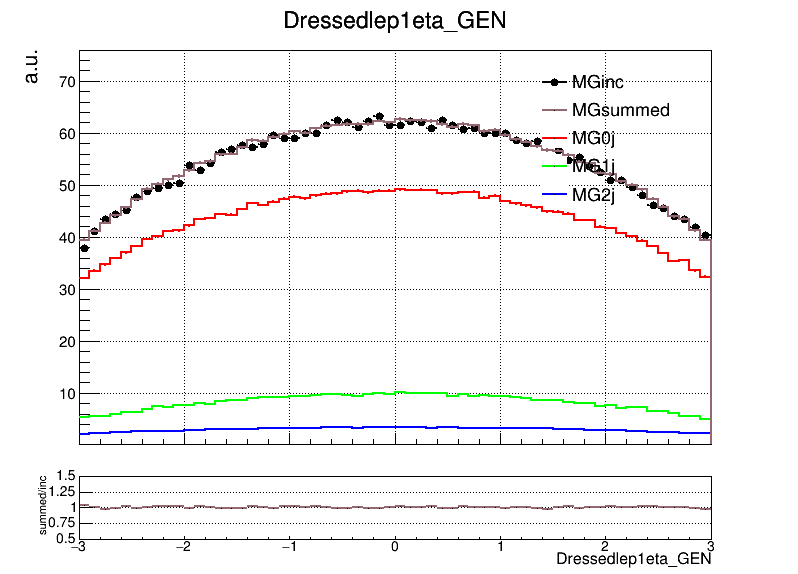 Dressedlep1eta_GEN
a.u.
70
60
50
40
30
20
10
MGinc
MGsummed
MG0j
MG1j
MG2j
summed/inc
1.5
1.25
1
0.75
0.5
−3 −2 −1 0 1 2 3
Dressedlep1eta_GEN